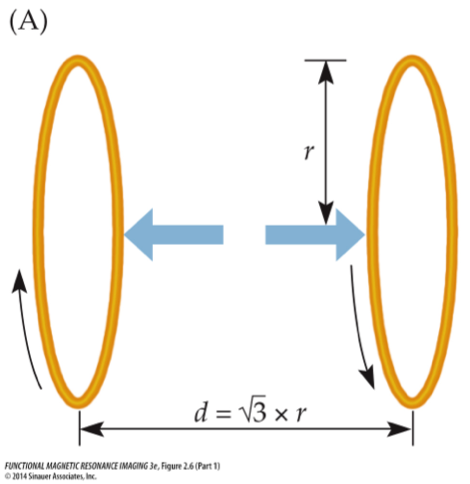 (A)
r
d = √3 × r
FUNCTIONAL MAGNETIC RESONANCE IMAGING 3e, Figure 2.6 (Part 1)
© 2014 Sinauer Associates, Inc.